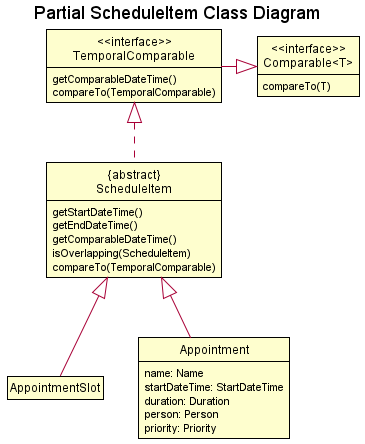 Partial ScheduleItem Class Diagram
<<interface>>
TemporalComparable
getComparableDateTime()
compareTo(TemporalComparable)
<<interface>>
Comparable<T>
compareTo(T)
{abstract}
ScheduleItem
getStartDateTime()
getEndDateTime()
getComparableDateTime()
isOverlapping(ScheduleItem)
compareTo(TemporalComparable)
AppointmentSlot
Appointment
name: Name
startDateTime: StartDateTime
duration: Duration
person: Person
priority: Priority